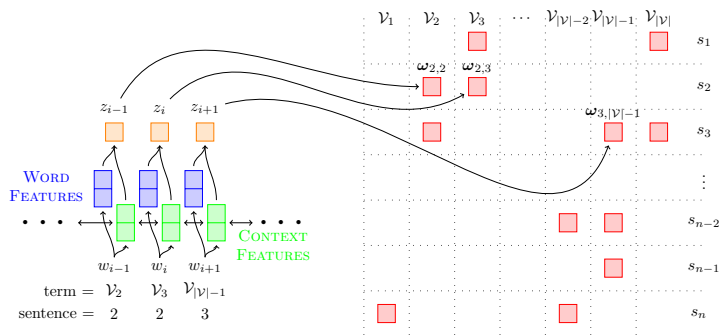 𝒱₁ 𝒱₂ 𝒱₃ ⋯ 𝒱|𝒱|−2 𝒱|𝒱|−1 𝒱|𝒱|
s₁
ω₂,₂ ω₂,₃ s₂
zᵢ₋₁ zᵢ zᵢ₊₁ ω₃,|𝒱|−1 s₃
WORD
FEATURES
⋮
• • • • • • sₙ₋₂
CONTEXT
FEATURES
wᵢ₋₁ wᵢ wᵢ₊₁ sₙ₋₁
term = 𝒱₂ 𝒱₃ 𝒱|𝒱|−1
sentence = 2 2 3 sₙ